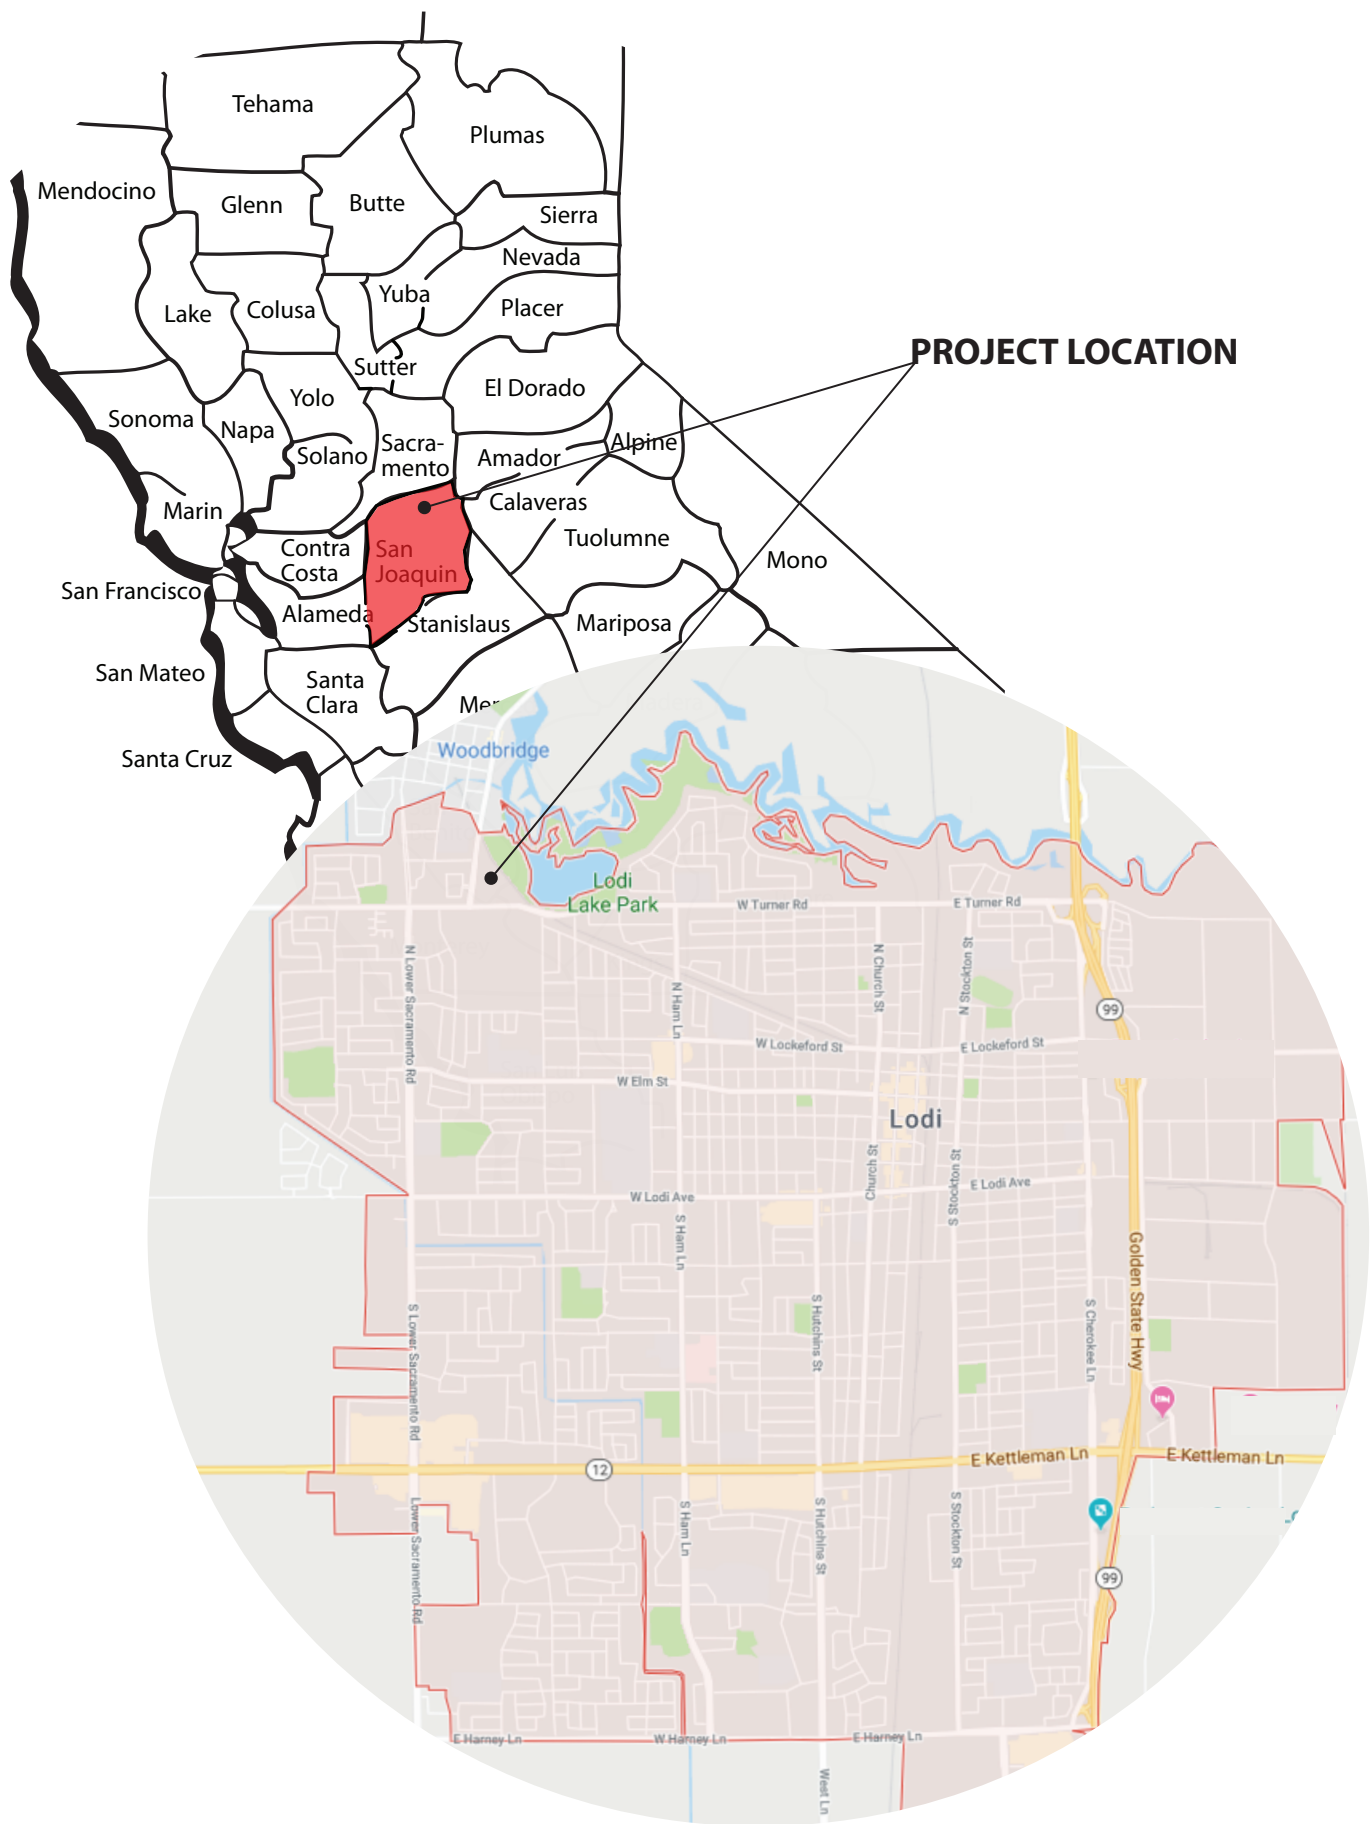 Tehama
Plumas
Mendocino
Glenn
Butte
Sierra
Nevada
Yuba
Lake
Colusa
Placer
PROJECT LOCATION
Sutter
El Dorado
Yolo
Sonoma
Napa
Solano
Sacra-
mento
Alpine
Amador
Calaveras
Marin
Tuolumne
Contra
Costa
San
Joaquin
Mono
San Francisco
Alameda
Stanislaus
Mariposa
San Mateo
Santa
Clara
Mer
Santa Cruz
Woodbridge
Lodi
Lake Park
W Turner Rd
E Turner Rd
N Lower Sacramento Rd
N Ham Ln
N Church St
N Stockton St
99
W Lockeford St
E Lockeford St
W Elm St
Lodi
Church St
S Stockton St
E Lodi Ave
W Lodi Ave
S Ham Ln
Golden State Hwy
S Lower Sacramento Rd
S Hutchins St
S Cherokee Ln
E Kettleman Ln
E Kettleman Ln
12
Lower Sacramento Rd
S Ham Ln
S Hutchins St
S Stockton St
99
E Harney Ln
W Harney Ln
E Harney Ln
West Ln